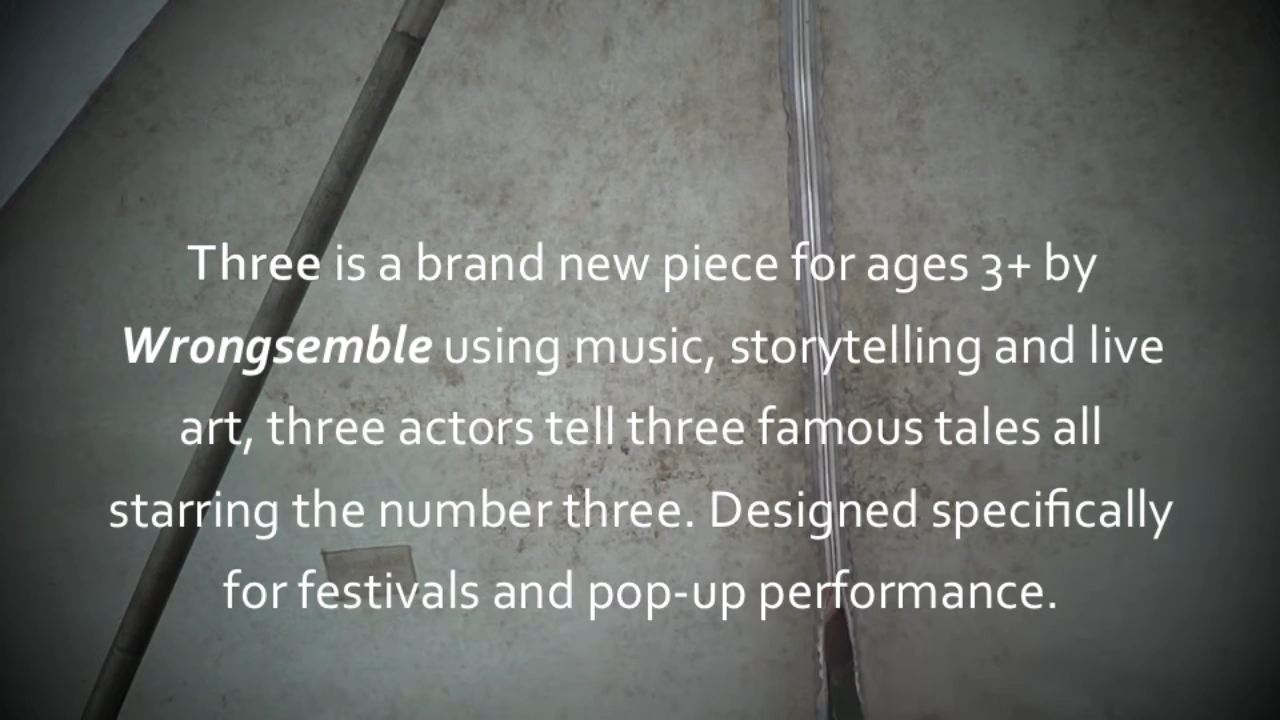 Three is a brand new piece for ages 3+ by
Wrongsemble using music, storytelling and live
art, three actors tell three famous tales all
starring the number three. Designed specifically
for festivals and pop-up performance.